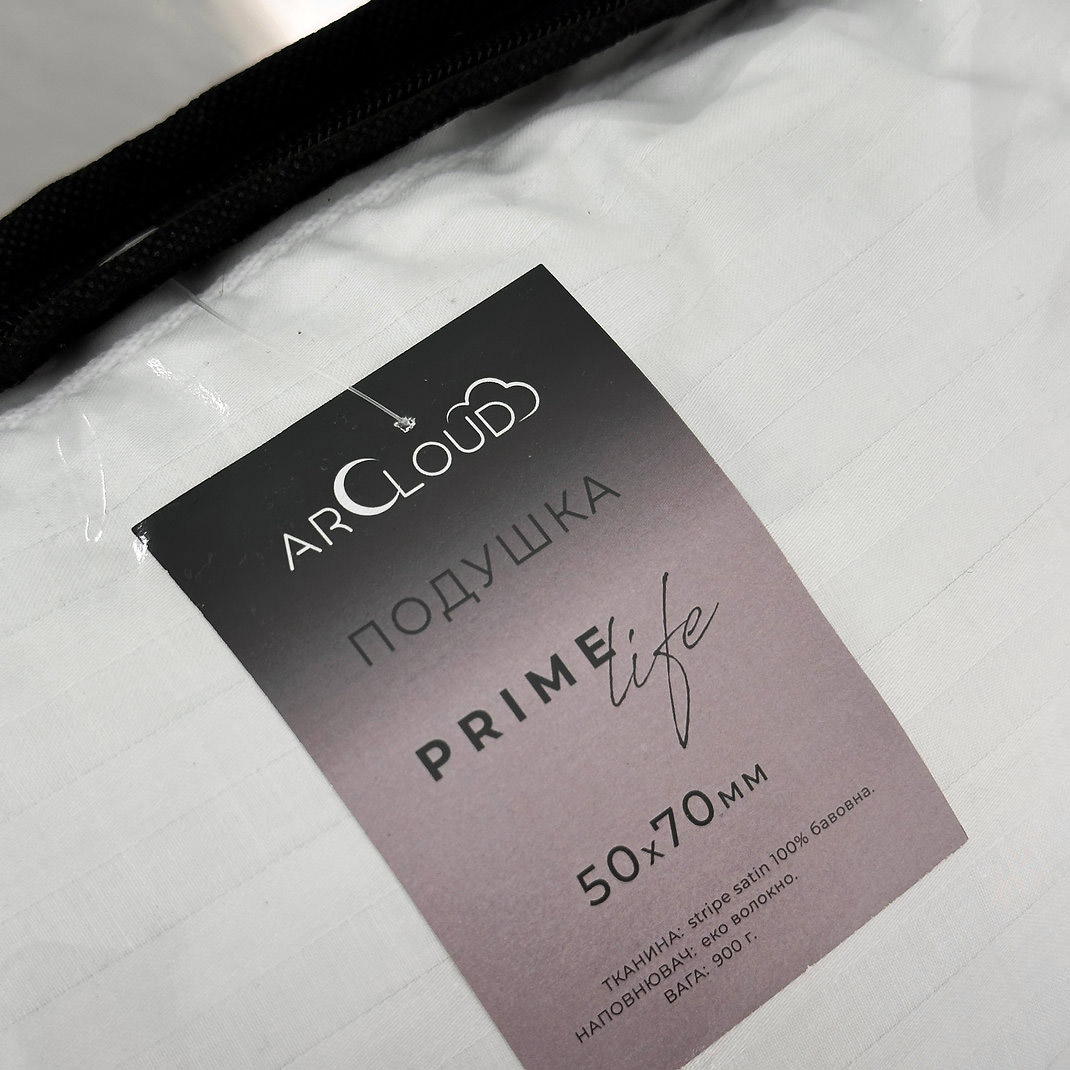 ARCLOUD
ПОДУШКА
PRIME life
50x70мм
ТКАНИНА: stripe satin 100% бавовна.
НАПОВНЮВАЧ: еко волокно.
ВАГА: 900 г.